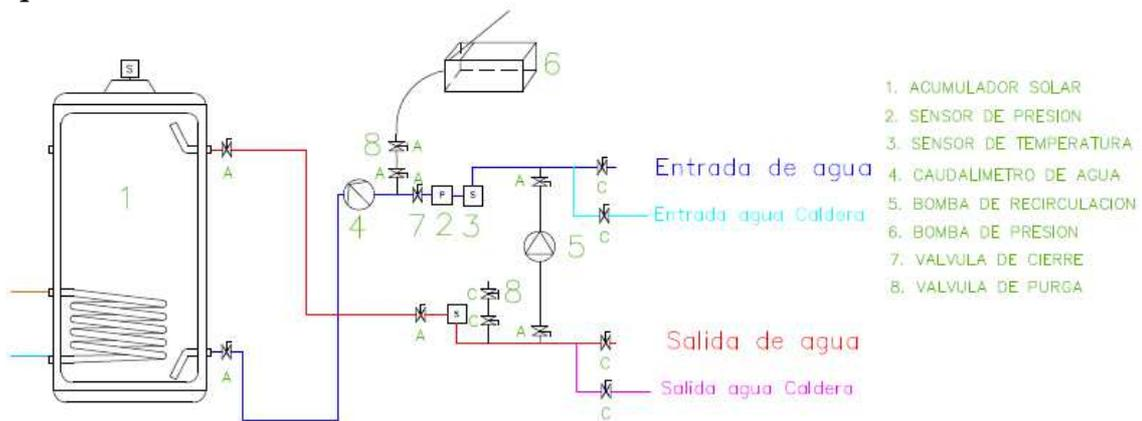 S
6
1. ACUMULADOR SOLAR
2. SENSOR DE PRESION
3. SENSOR DE TEMPERATURA
4. CAUDALIMETRO DE AGUA
5. BOMBA DE RECIRCULACION
6. BOMBA DE PRESION
7. VALVULA DE CIERRE
8. VALVULA DE PURGA
8 A
A A
A
1
A
Entrada de agua
C
P
S
4
7
2
3
Entrada agua Caldera
C
5
C 8
C
S
A
A
A
Salida de agua
C
Salida agua Caldera
C